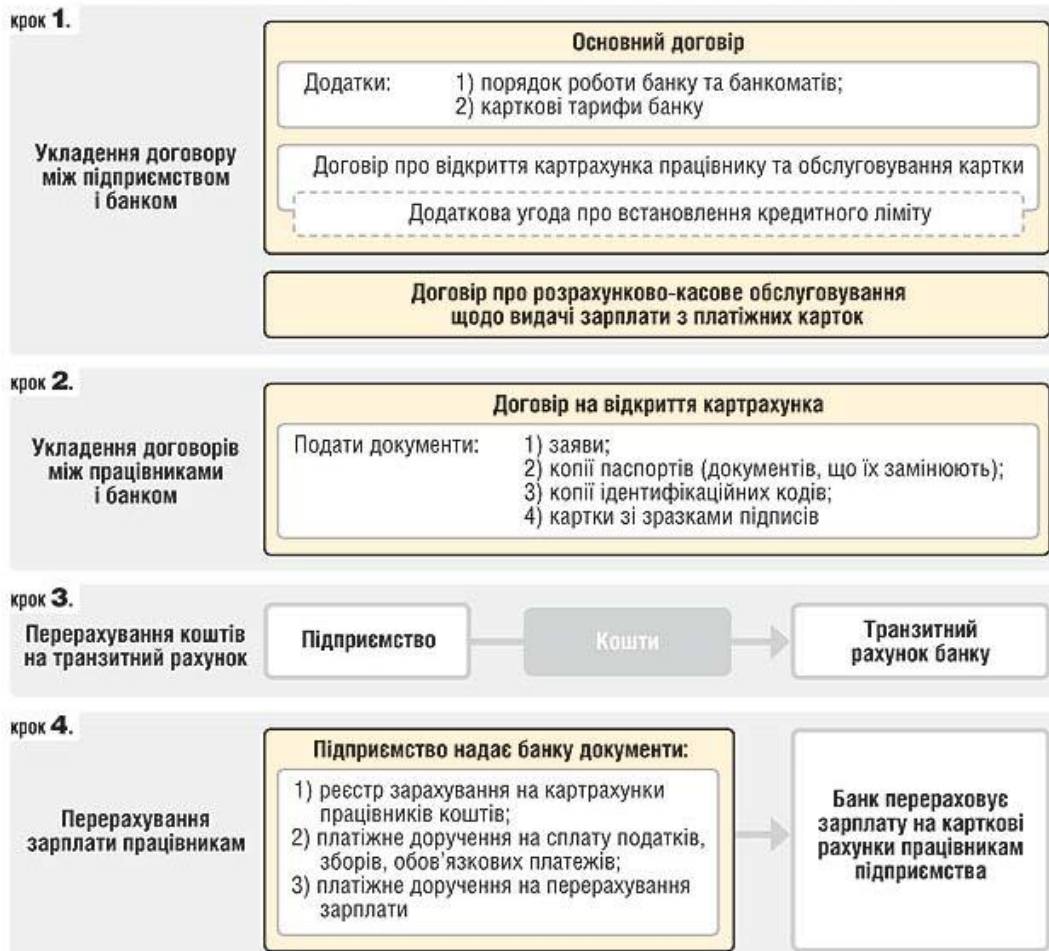 крок 1.
Укладення договору
між підприємством
і банком
Основний договір
Додатки: 1) порядок роботи банку та банкоматів;
2) карткові тарифи банку
Договір про відкриття картрахунка працівнику та обслуговування картки
Додаткова угода про встановлення кредитного ліміту
Договір про розрахунково-касове обслуговування
щодо видачі зарплати з платіжних карток
крок 2.
Укладення договорів
між працівниками
і банком
Договір на відкриття картрахунка
Подати документи: 1) заяви;
2) копії паспортів (документів, що їх замінюють);
3) копії ідентифікаційних кодів;
4) картки зі зразками підписів
крок 3.
Перерахування коштів
на транзитний рахунок
Підприємство
Кошти
Транзитний
рахунок банку
крок 4.
Перерахування
зарплати працівникам
Підприємство надає банку документи:
1) реєстр зарахування на картрахунки
працівників коштів;
2) платіжне доручення на сплату податків,
зборів, обов’язкових платежів;
3) платіжне доручення на перерахування
зарплати
Банк перераховує
зарплату на карткові
рахунки працівникам
підприємства